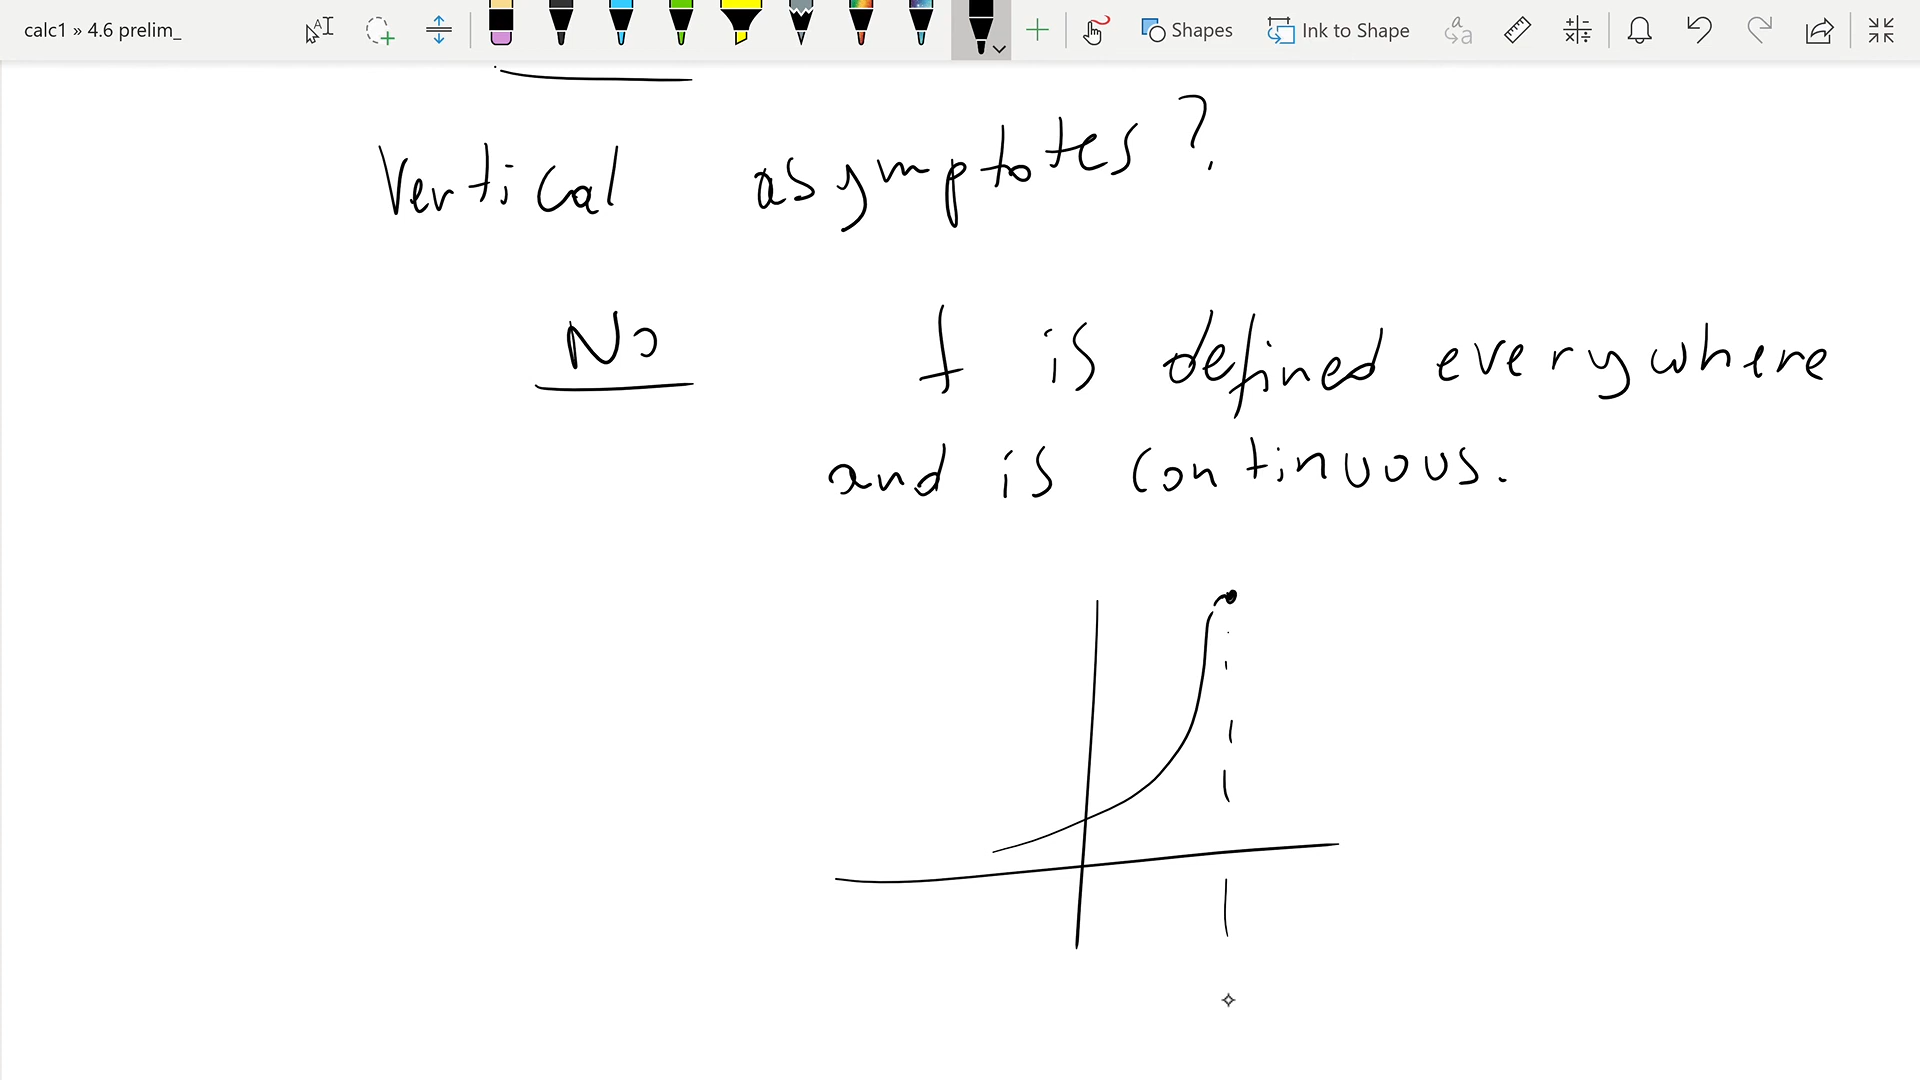 calc1 » 4.6 prelim_
Shapes
Ink to Shape
Vertical asymptotes?
No
f is defined everywhere
and is continuous.